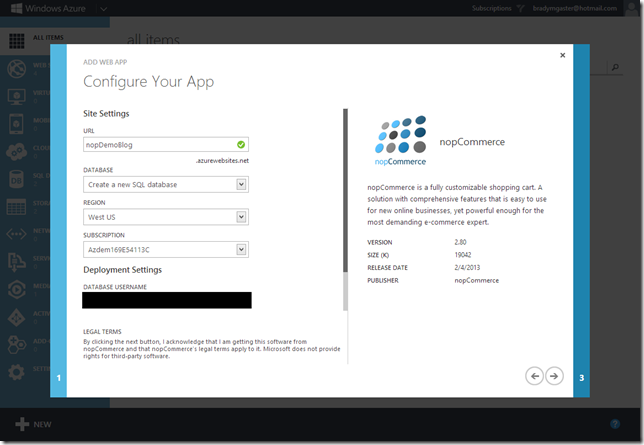 Windows Azure
Subscriptions
bradymgaster@hotmail.com
ALL ITEMS
all items
ADD WEB APP
Configure Your App
Site Settings
URL
nopDemoBlog
.azurewebsites.net
DATABASE
Create a new SQL database
REGION
West US
SUBSCRIPTION
Azdem169E54113C
Deployment Settings
DATABASE USERNAME
LEGAL TERMS
By clicking the next button, I acknowledge that I am getting this software from
nopCommerce and that nopCommerce's legal terms apply to it. Microsoft does not provide
rights for third-party software.
nopCommerce
nopCommerce
nopCommerce is a fully customizable shopping cart. A
solution with comprehensive features that is easy to use
for new online businesses, yet powerful enough for the
most demanding e-commerce expert.
VERSION 2.80
SIZE (K) 19042
RELEASE DATE 2/4/2013
PUBLISHER nopCommerce
1
3
NEW
?